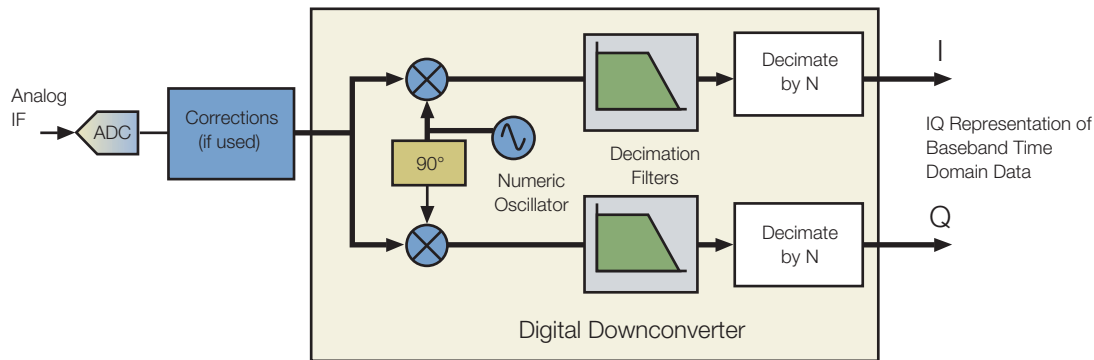 Analog
IF
ADC
Corrections
(if used)
90°
Numeric
Oscillator
Decimation
Filters
Decimate
by N
Decimate
by N
I
Q
IQ Representation of
Baseband Time
Domain Data
Digital Downconverter